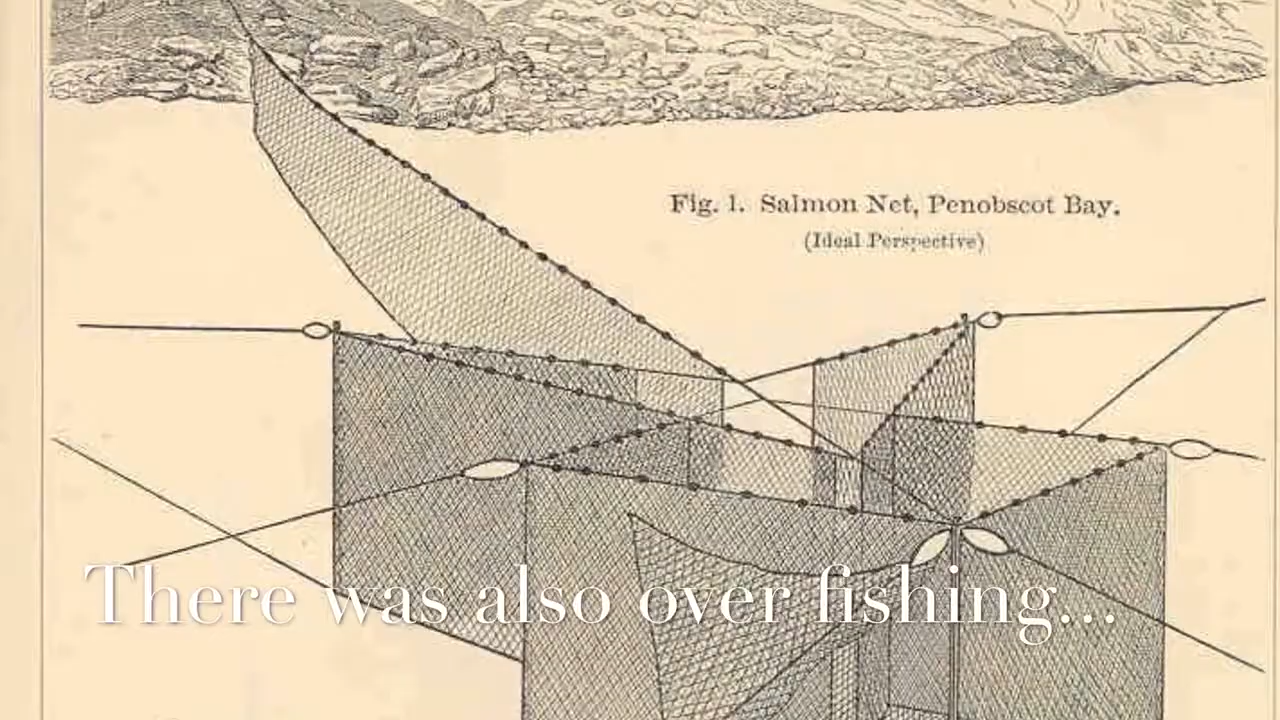 Fig. 1. Salmon Net, Penobscot Bay.
(Ideal Perspective)
There was also over fishing...